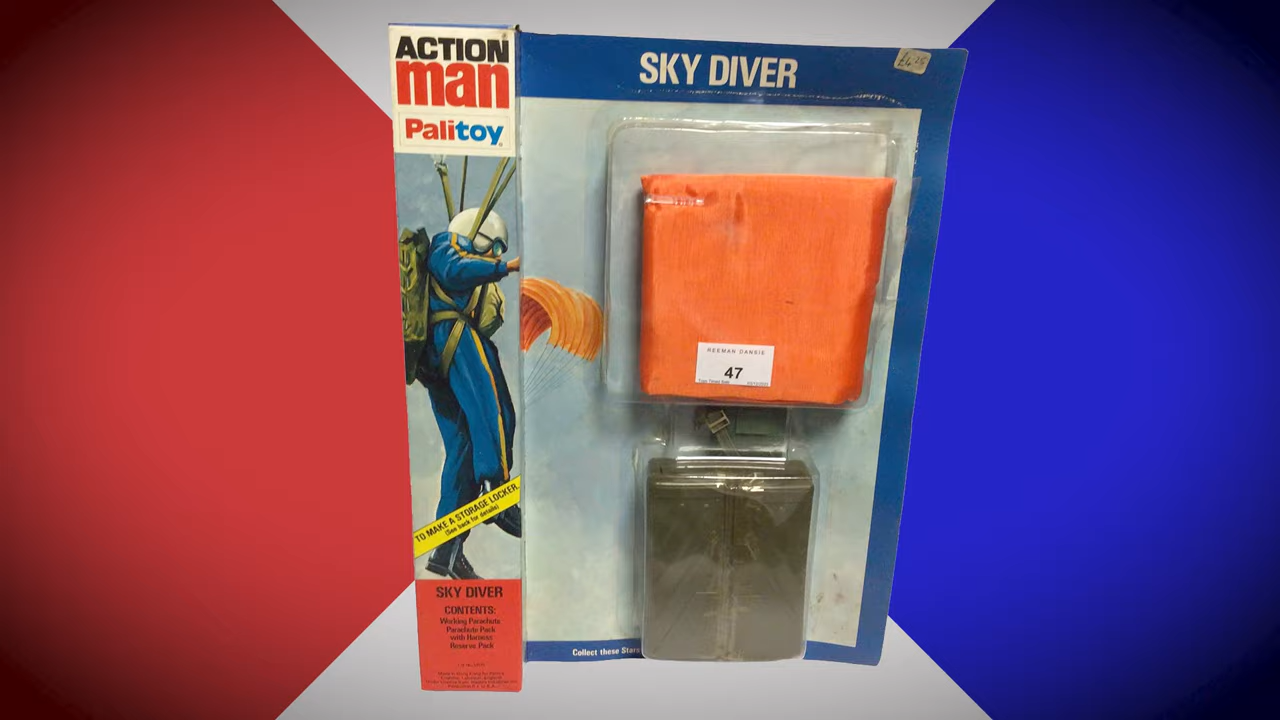 ACTION
man
Palitoy
SKY DIVER
REEMAN DANSIE
47
TO MAKE A STORAGE LOCKER
(See back for details)
SKY DIVER
CONTENTS:
Working Parachute
Parachute Pack
with Harness
Reserve Pack
Collect these Stars